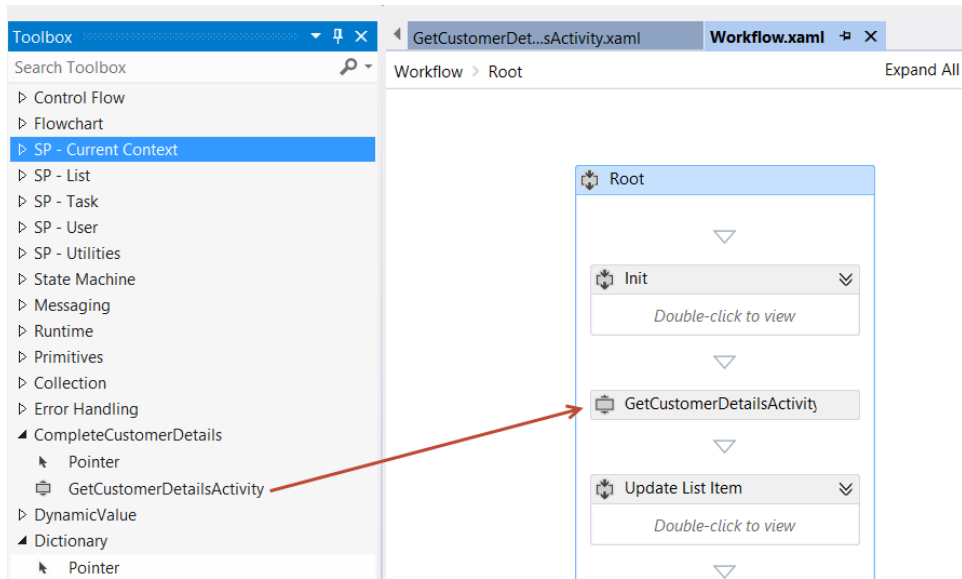 Toolbox
Search Toolbox
Control Flow
Flowchart
SP - Current Context
SP - List
SP - Task
SP - User
SP - Utilities
State Machine
Messaging
Runtime
Primitives
Collection
Error Handling
CompleteCustomerDetails
Pointer
GetCustomerDetailsActivity
DynamicValue
Dictionary
Pointer
GetCustomerDet...sActivity.xaml
Workflow.xaml
Workflow Root
Expand All
Root
Init
Double-click to view
GetCustomerDetailsActivity
Update List Item
Double-click to view